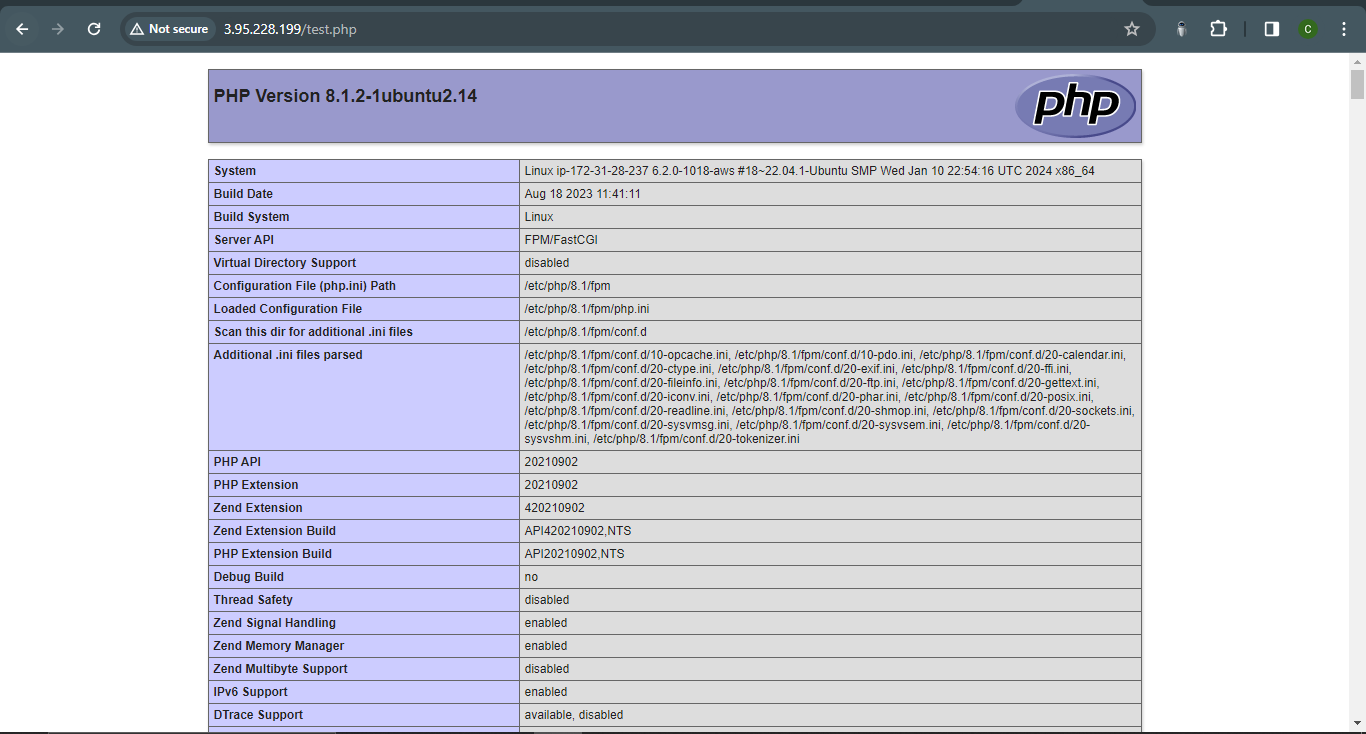 Not secure 3.95.228.199/test.php
C
PHP Version 8.1.2-1ubuntu2.14
php
System Linux ip-172-31-28-237 6.2.0-1018-aws #18~22.04.1-Ubuntu SMP Wed Jan 10 22:54:16 UTC 2024 x86_64
Build Date Aug 18 2023 11:41:11
Build System Linux
Server API FPM/FastCGI
Virtual Directory Support disabled
Configuration File (php.ini) Path /etc/php/8.1/fpm
Loaded Configuration File /etc/php/8.1/fpm/php.ini
Scan this dir for additional .ini files /etc/php/8.1/fpm/conf.d
Additional .ini files parsed /etc/php/8.1/fpm/conf.d/10-opcache.ini, /etc/php/8.1/fpm/conf.d/10-pdo.ini, /etc/php/8.1/fpm/conf.d/20-calendar.ini,
/etc/php/8.1/fpm/conf.d/20-ctype.ini, /etc/php/8.1/fpm/conf.d/20-exif.ini, /etc/php/8.1/fpm/conf.d/20-ffi.ini,
/etc/php/8.1/fpm/conf.d/20-fileinfo.ini, /etc/php/8.1/fpm/conf.d/20-ftp.ini, /etc/php/8.1/fpm/conf.d/20-gettext.ini,
/etc/php/8.1/fpm/conf.d/20-iconv.ini, /etc/php/8.1/fpm/conf.d/20-phar.ini, /etc/php/8.1/fpm/conf.d/20-posix.ini,
/etc/php/8.1/fpm/conf.d/20-readline.ini, /etc/php/8.1/fpm/conf.d/20-shmop.ini, /etc/php/8.1/fpm/conf.d/20-sockets.ini,
/etc/php/8.1/fpm/conf.d/20-sysvmsg.ini, /etc/php/8.1/fpm/conf.d/20-sysvsem.ini, /etc/php/8.1/fpm/conf.d/20-
sysvshm.ini, /etc/php/8.1/fpm/conf.d/20-tokenizer.ini
PHP API 20210902
PHP Extension 20210902
Zend Extension 420210902
Zend Extension Build API420210902,NTS
PHP Extension Build API20210902,NTS
Debug Build no
Thread Safety disabled
Zend Signal Handling enabled
Zend Memory Manager enabled
Zend Multibyte Support disabled
IPv6 Support enabled
DTrace Support available, disabled